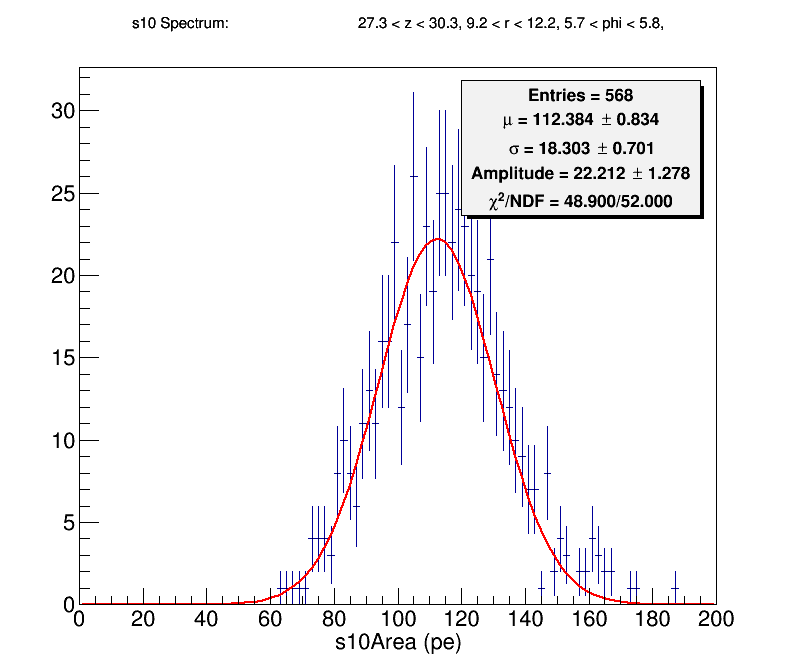 s10 Spectrum: 27.3 < z < 30.3, 9.2 < r < 12.2, 5.7 < phi < 5.8,
Entries = 568
μ = 112.384 ± 0.834
σ = 18.303 ± 0.701
Amplitude = 22.212 ± 1.278
χ²/NDF = 48.900/52.000
30
25
20
15
10
5
0
0 20 40 60 80 100 120 140 160 180 200
s10Area (pe)